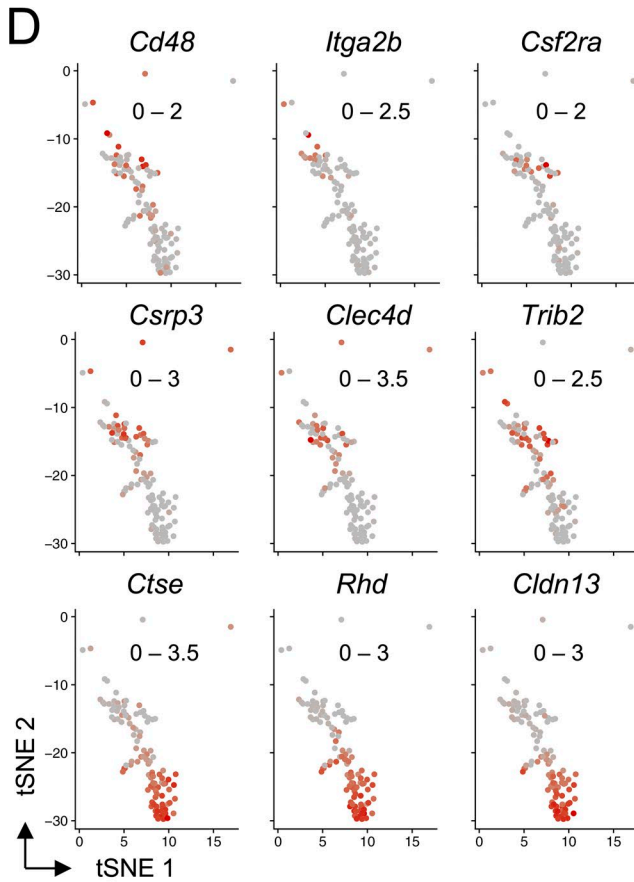 D
Cd48 Itga2b Csf2ra
0 0 – 2 0 – 2.5 0 – 2
−10
−20
−30
Csrp3 Clec4d Trib2
0 0 – 3 0 – 3.5 0 – 2.5
−10
−20
−30
Ctse Rhd Cldn13
0 0 – 3.5 0 – 3 0 – 3
−10
−20
−30
0 5 10 15 0 5 10 15 0 5 10 15
tSNE 2
tSNE 1